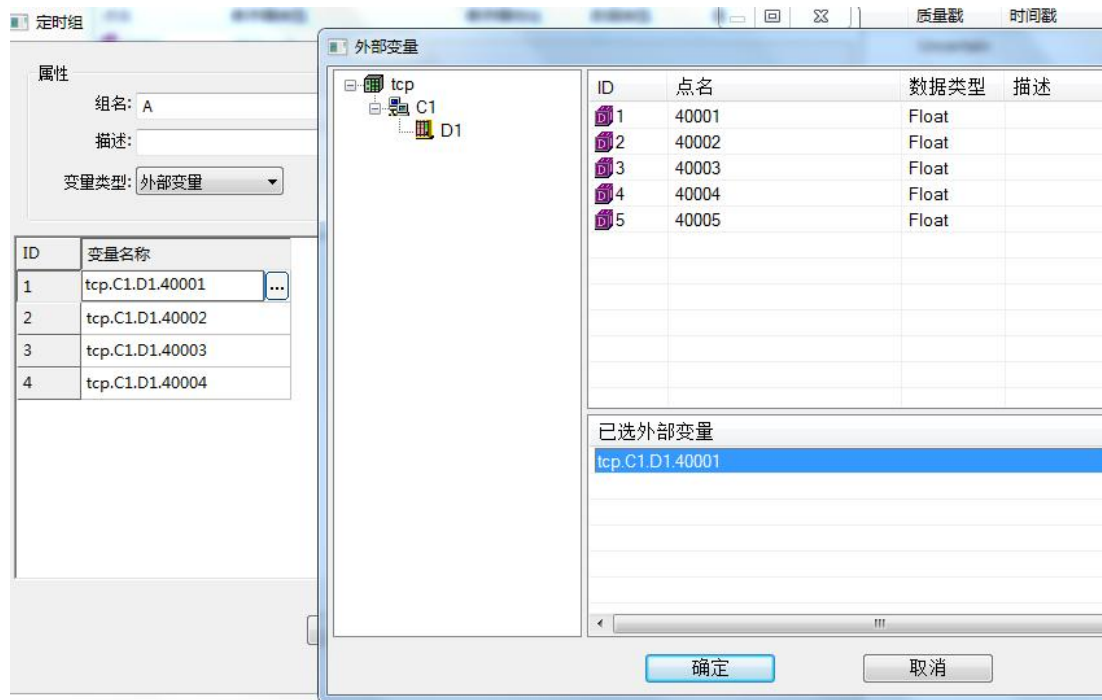 定时组
质量戳 时间戳
属性
组名: A
描述:
变量类型: 外部变量
ID 变量名称
1 tcp.C1.D1.40001 ...
2 tcp.C1.D1.40002
3 tcp.C1.D1.40003
4 tcp.C1.D1.40004
外部变量
tcp
C1
D1
ID 点名 数据类型 描述
1 40001 Float
2 40002 Float
3 40003 Float
4 40004 Float
5 40005 Float
已选外部变量
tcp.C1.D1.40001
确定 取消